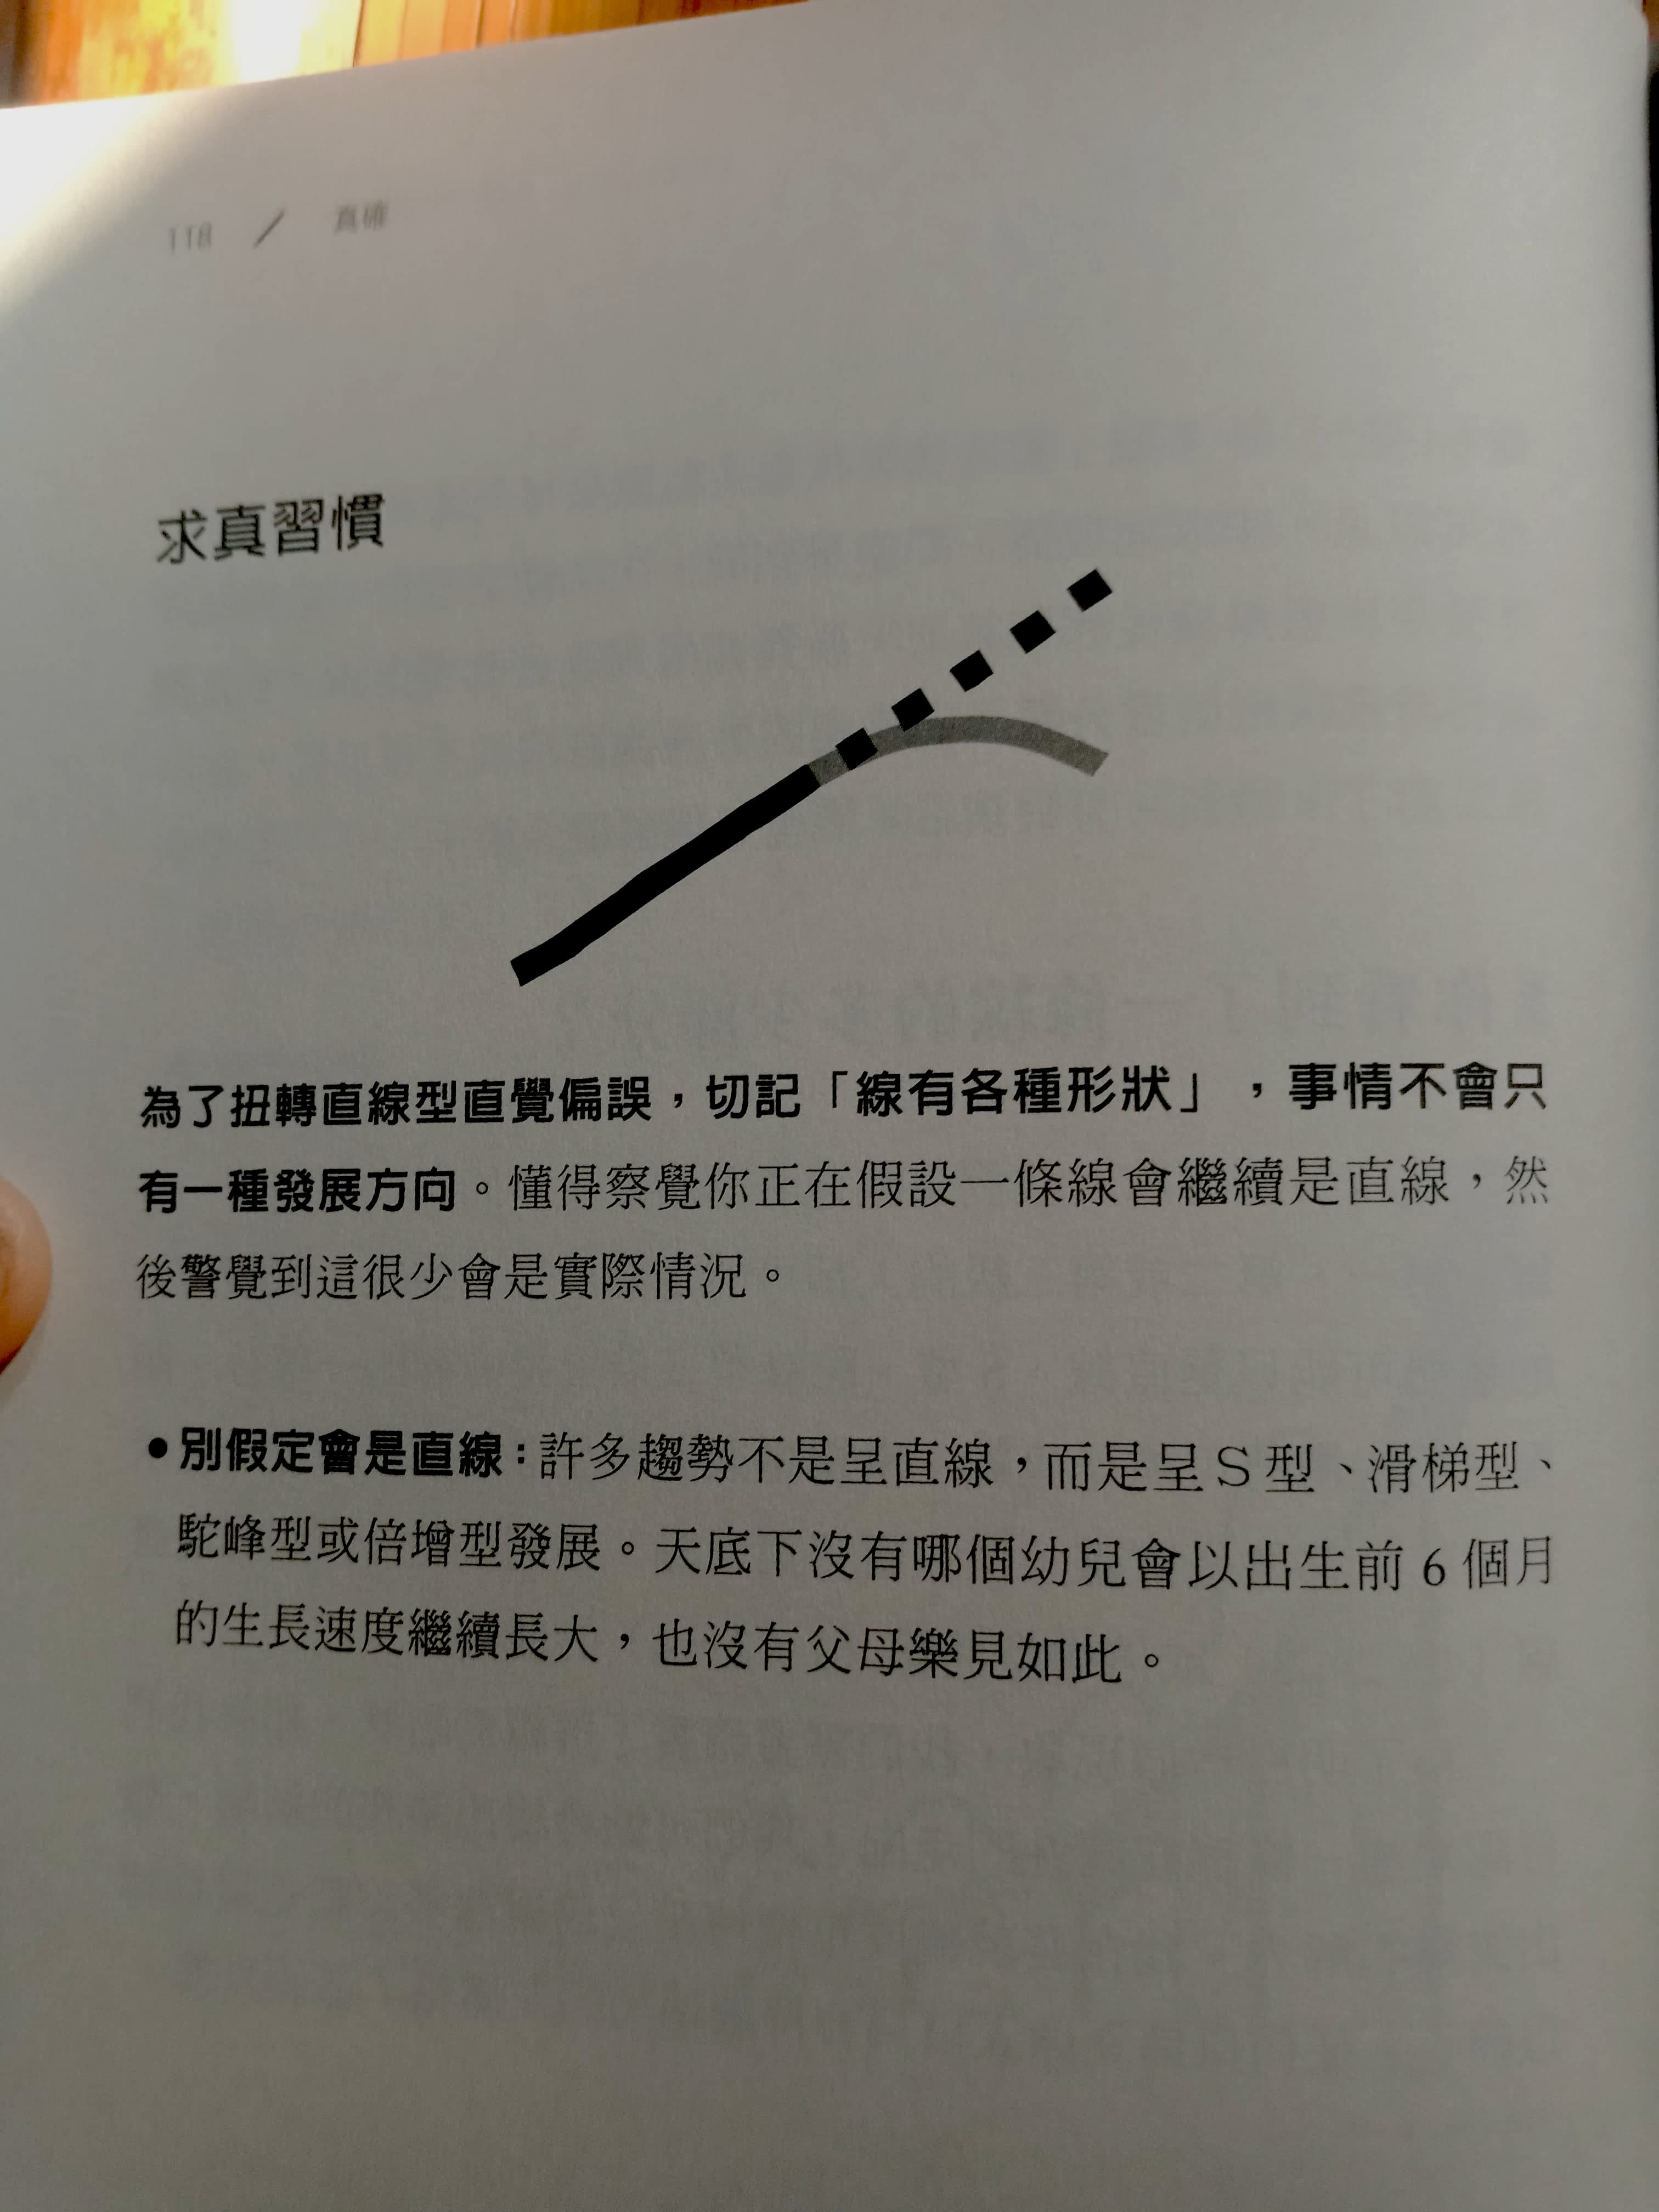 118 / 真確
求真習慣
為了扭轉直線型直覺偏誤，切記「線有各種形狀」，事情不會只
有一種發展方向。懂得察覺你正在假設一條線會繼續是直線，然
後警覺到這很少會是實際情況。
●別假定會是直線：許多趨勢不是呈直線，而是呈S型、滑梯型、
駝峰型或倍增型發展。天底下沒有哪個幼兒會以出生前6個月
的生長速度繼續長大，也沒有父母樂見如此。